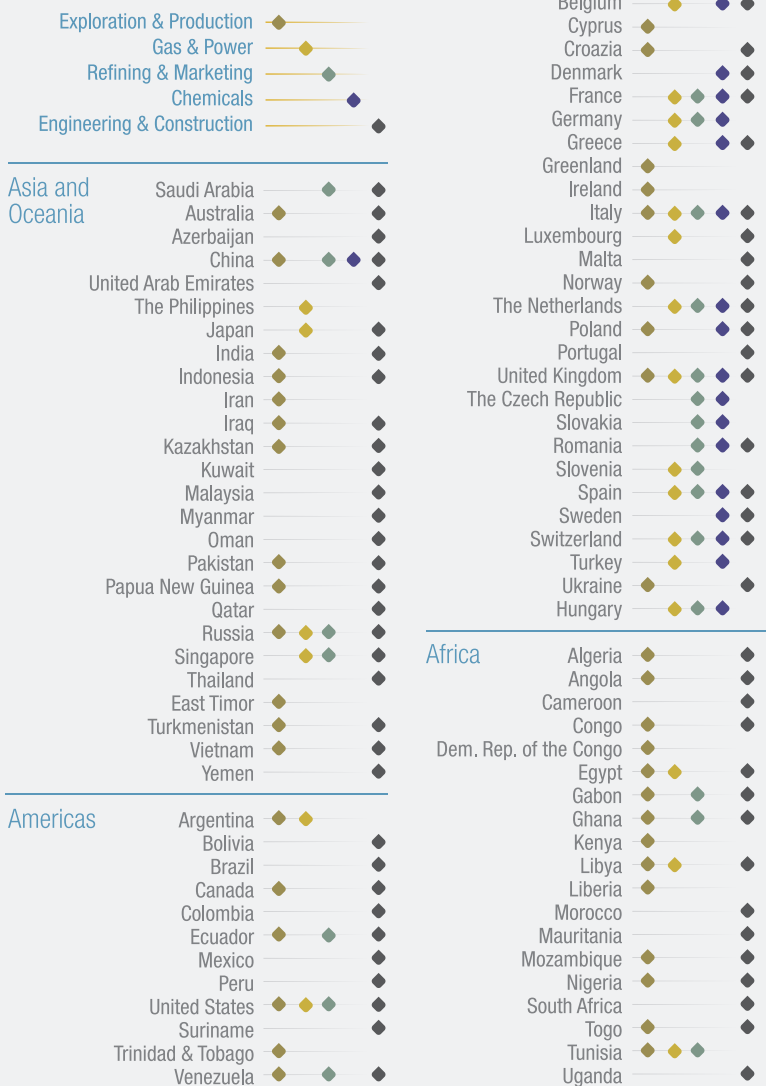 Exploration & Production
Gas & Power
Refining & Marketing
Chemicals
Engineering & Construction
Asia and
Oceania
Saudi Arabia
Australia
Azerbaijan
China
United Arab Emirates
The Philippines
Japan
India
Indonesia
Iran
Iraq
Kazakhstan
Kuwait
Malaysia
Myanmar
Oman
Pakistan
Papua New Guinea
Qatar
Russia
Singapore
Thailand
East Timor
Turkmenistan
Vietnam
Yemen
Americas
Argentina
Bolivia
Brazil
Canada
Colombia
Ecuador
Mexico
Peru
United States
Suriname
Trinidad & Tobago
Venezuela
Belgium
Cyprus
Croazia
Denmark
France
Germany
Greece
Greenland
Ireland
Italy
Luxembourg
Malta
Norway
The Netherlands
Poland
Portugal
United Kingdom
The Czech Republic
Slovakia
Romania
Slovenia
Spain
Sweden
Switzerland
Turkey
Ukraine
Hungary
Africa
Algeria
Angola
Cameroon
Congo
Dem. Rep. of the Congo
Egypt
Gabon
Ghana
Kenya
Libya
Liberia
Morocco
Mauritania
Mozambique
Nigeria
South Africa
Togo
Tunisia
Uganda